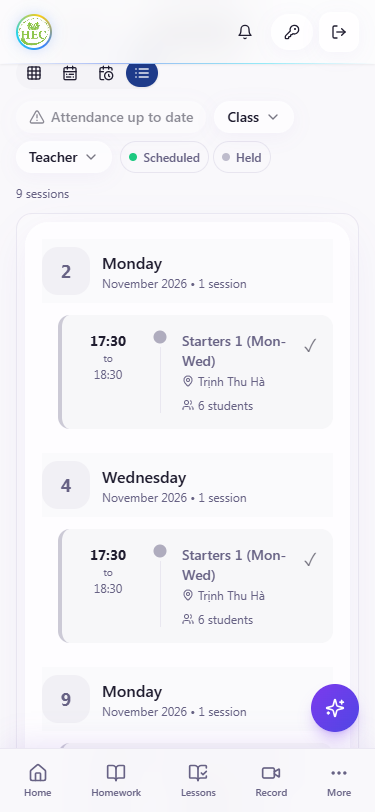 HEC
Attendance up to date
Class
Teacher
Scheduled
Held
9 sessions
2
Monday
November 2026 • 1 session
17:30
to
18:30
Starters 1 (Mon-
Wed)
Trịnh Thu Hà
6 students
4
Wednesday
November 2026 • 1 session
17:30
to
18:30
Starters 1 (Mon-
Wed)
Trịnh Thu Hà
6 students
9
Monday
November 2026 • 1 session
Home
Homework
Lessons
Record
More